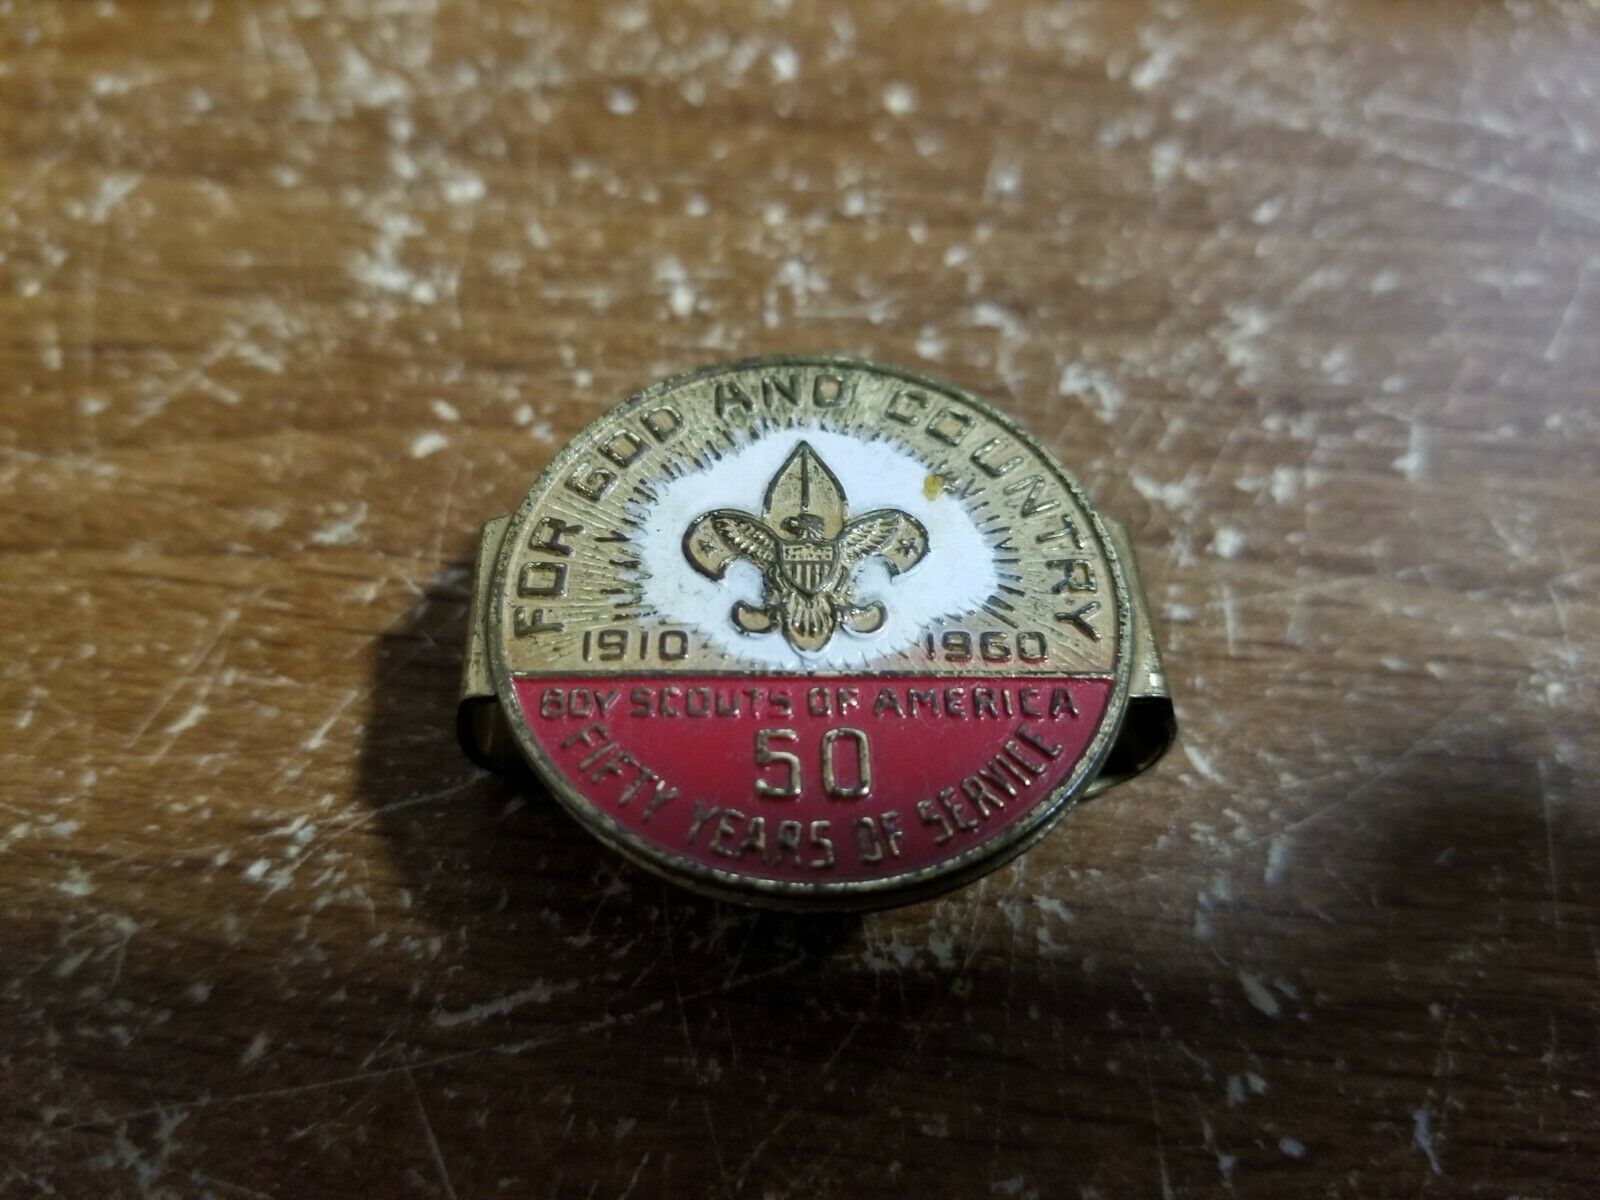 FOR GOD AND COUNTRY
1910 1960
BOY SCOUTS OF AMERICA
50
FIFTY YEARS OF SERVICE